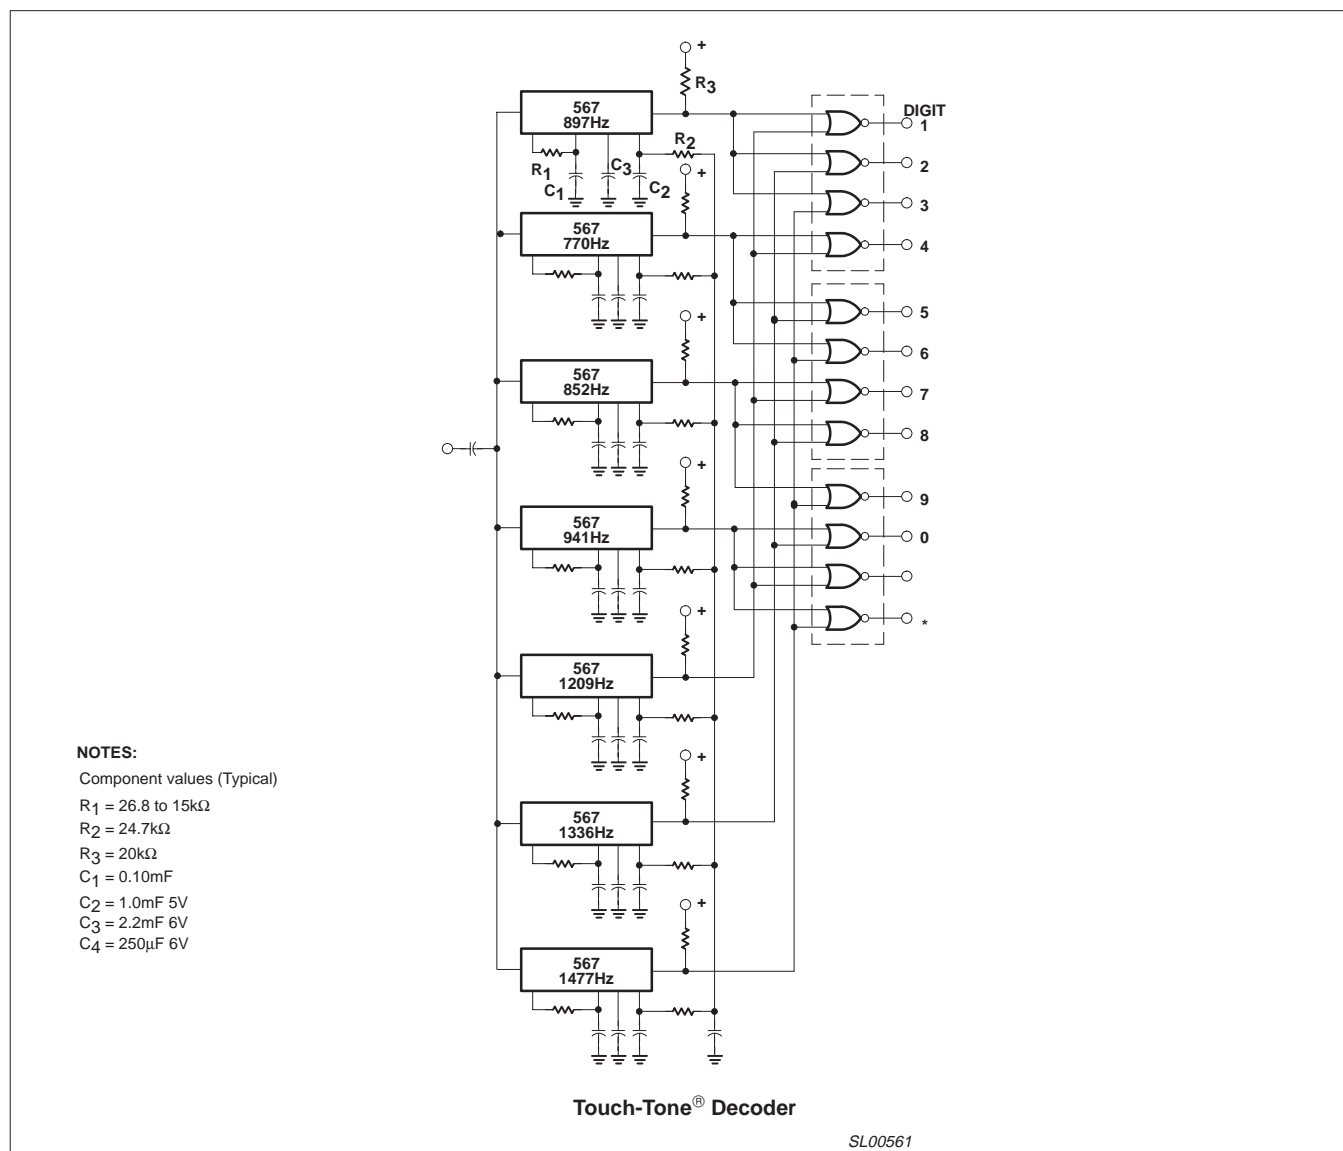 +
R3
567
897Hz
DIGIT
1
R2
R1
C3
C1
C2
+
2
3
567
770Hz
4
+
5
6
567
852Hz
7
8
+
9
567
941Hz
0
+
*
567
1209Hz
+
567
1336Hz
+
567
1477Hz
NOTES:
Component values (Typical)
R1 = 26.8 to 15kΩ
R2 = 24.7kΩ
R3 = 20kΩ
C1 = 0.10mF
C2 = 1.0mF 5V
C3 = 2.2mF 6V
C4 = 250µF 6V
Touch-Tone® Decoder
SL00561